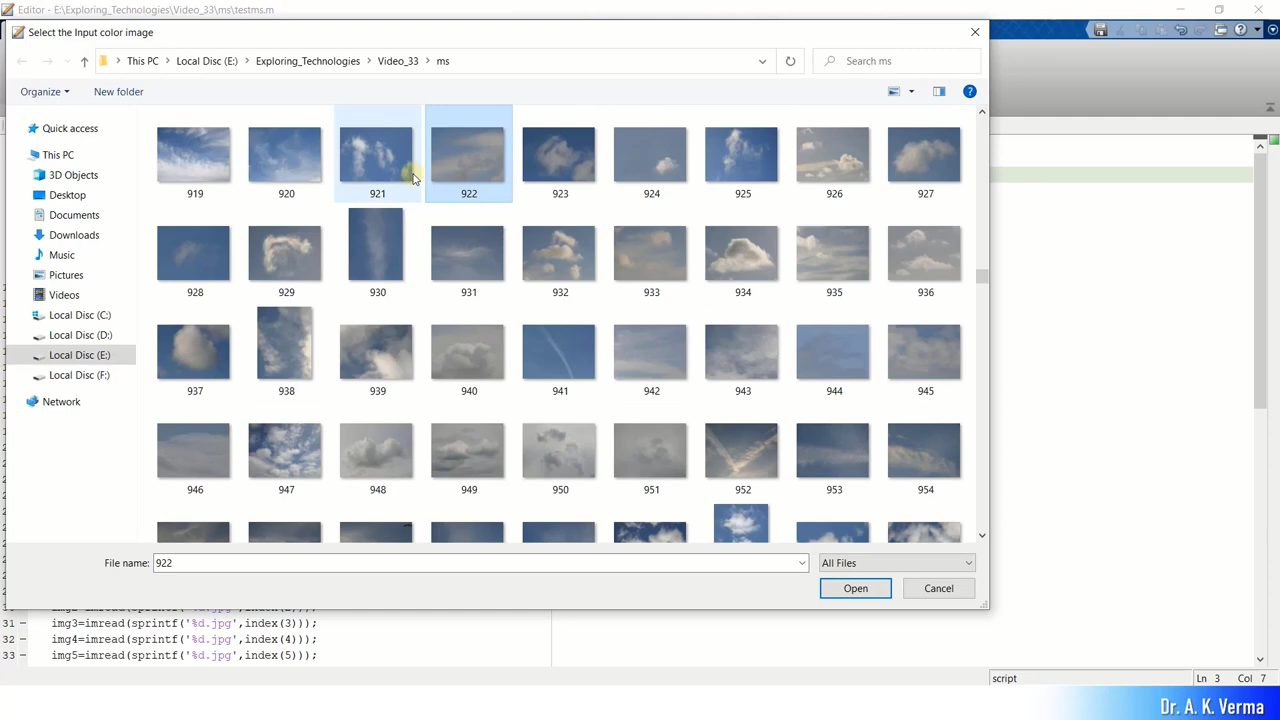 Editor - E:\Exploring_Technologies\Video_33\ms\testms.m
Select the Input color image
This PC
Local Disc (E:)
Exploring_Technologies
Video_33
ms
Search ms
Organize
New folder
Quick access
This PC
3D Objects
Desktop
Documents
Downloads
Music
Pictures
Videos
Local Disc (C:)
Local Disc (D:)
Local Disc (E:)
Local Disc (F:)
Network
919 920 921 922 923 924 925 926 927
928 929 930 931 932 933 934 935 936
937 938 939 940 941 942 943 944 945
946 947 948 949 950 951 952 953 954
File name: 922
All Files
Open
Cancel
31 – img3=imread(sprintf('%d.jpg',index(3)));
32 – img4=imread(sprintf('%d.jpg',index(4)));
33 – img5=imread(sprintf('%d.jpg',index(5)));
script
Ln 3 Col 7
Dr. A. K. Verma